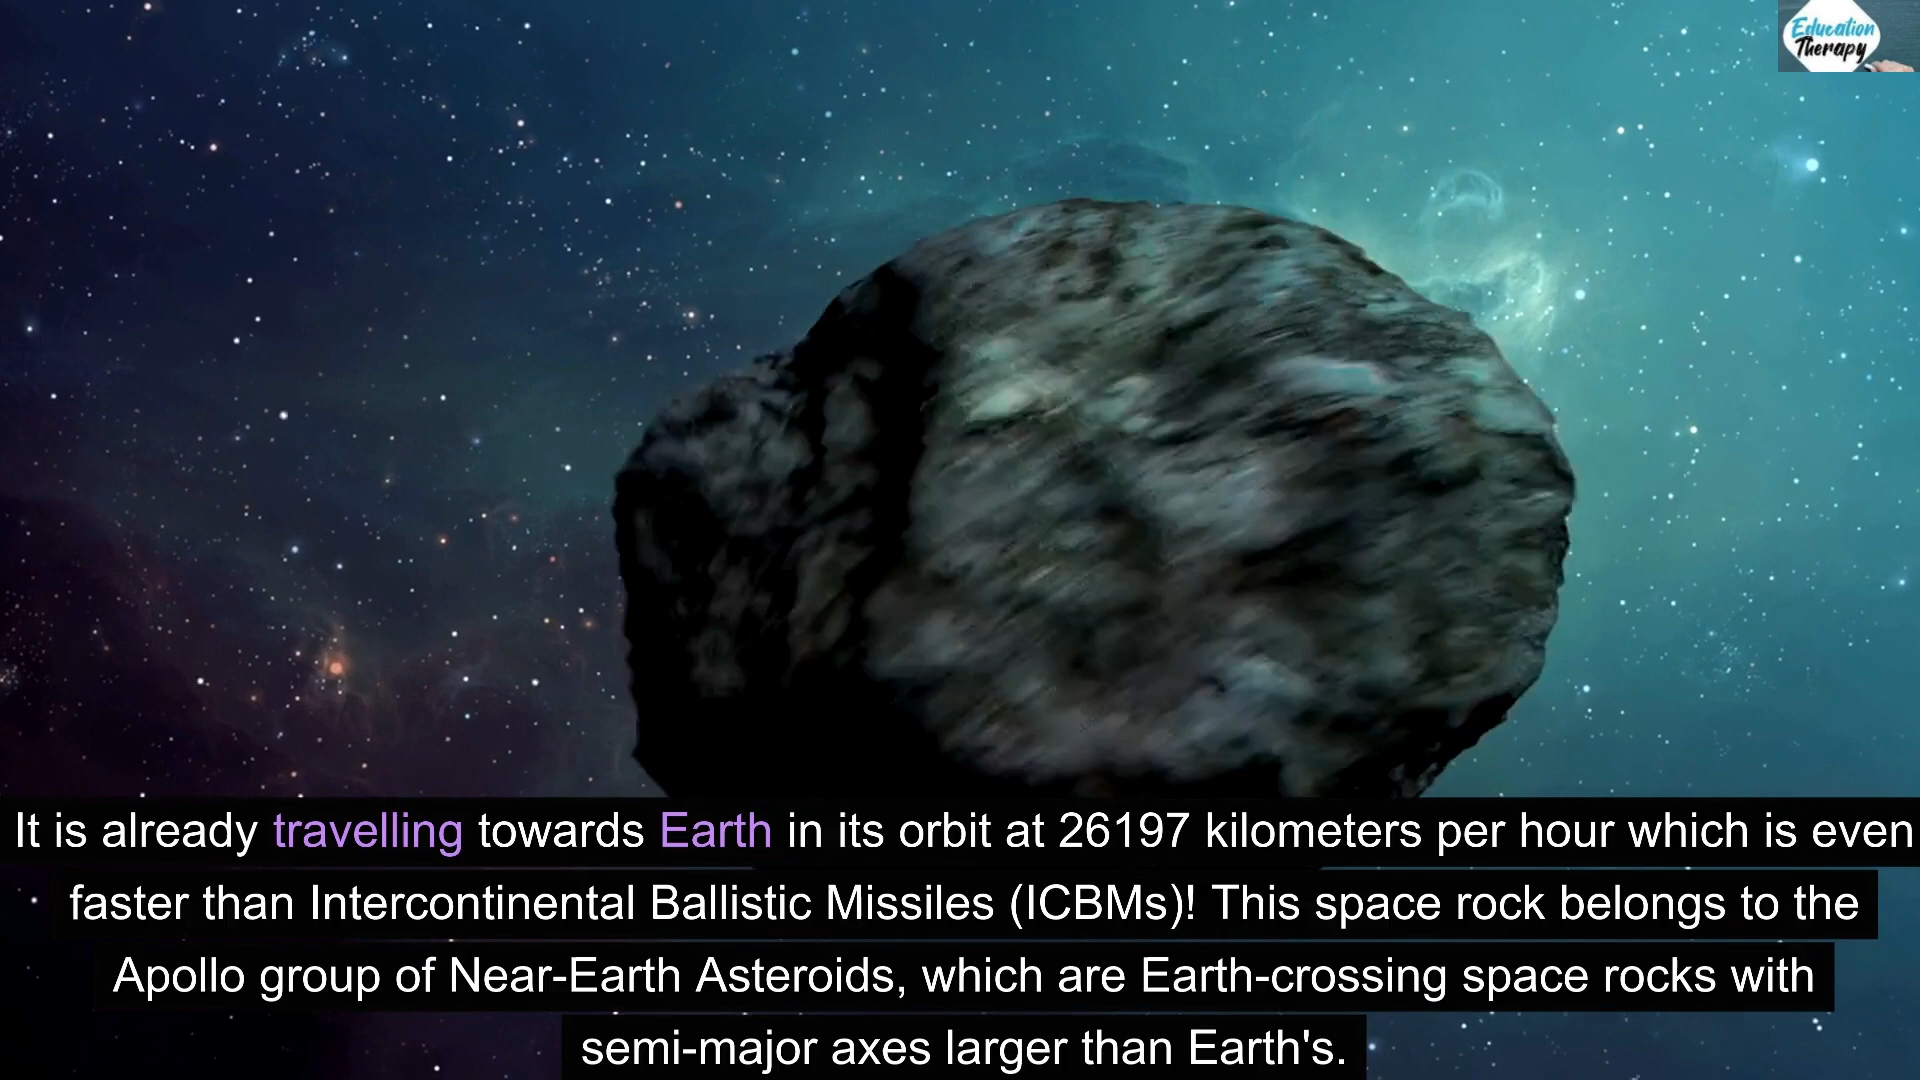 Education
Therapy
It is already travelling towards Earth in its orbit at 26197 kilometers per hour which is even
faster than Intercontinental Ballistic Missiles (ICBMs)! This space rock belongs to the
Apollo group of Near-Earth Asteroids, which are Earth-crossing space rocks with
semi-major axes larger than Earth's.